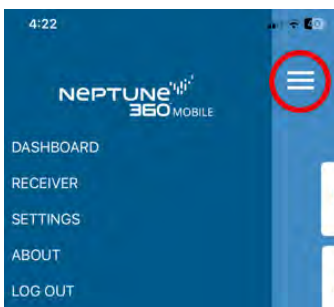 4:22
NEPTUNE
360 MOBILE
DASHBOARD
RECEIVER
SETTINGS
ABOUT
LOG OUT